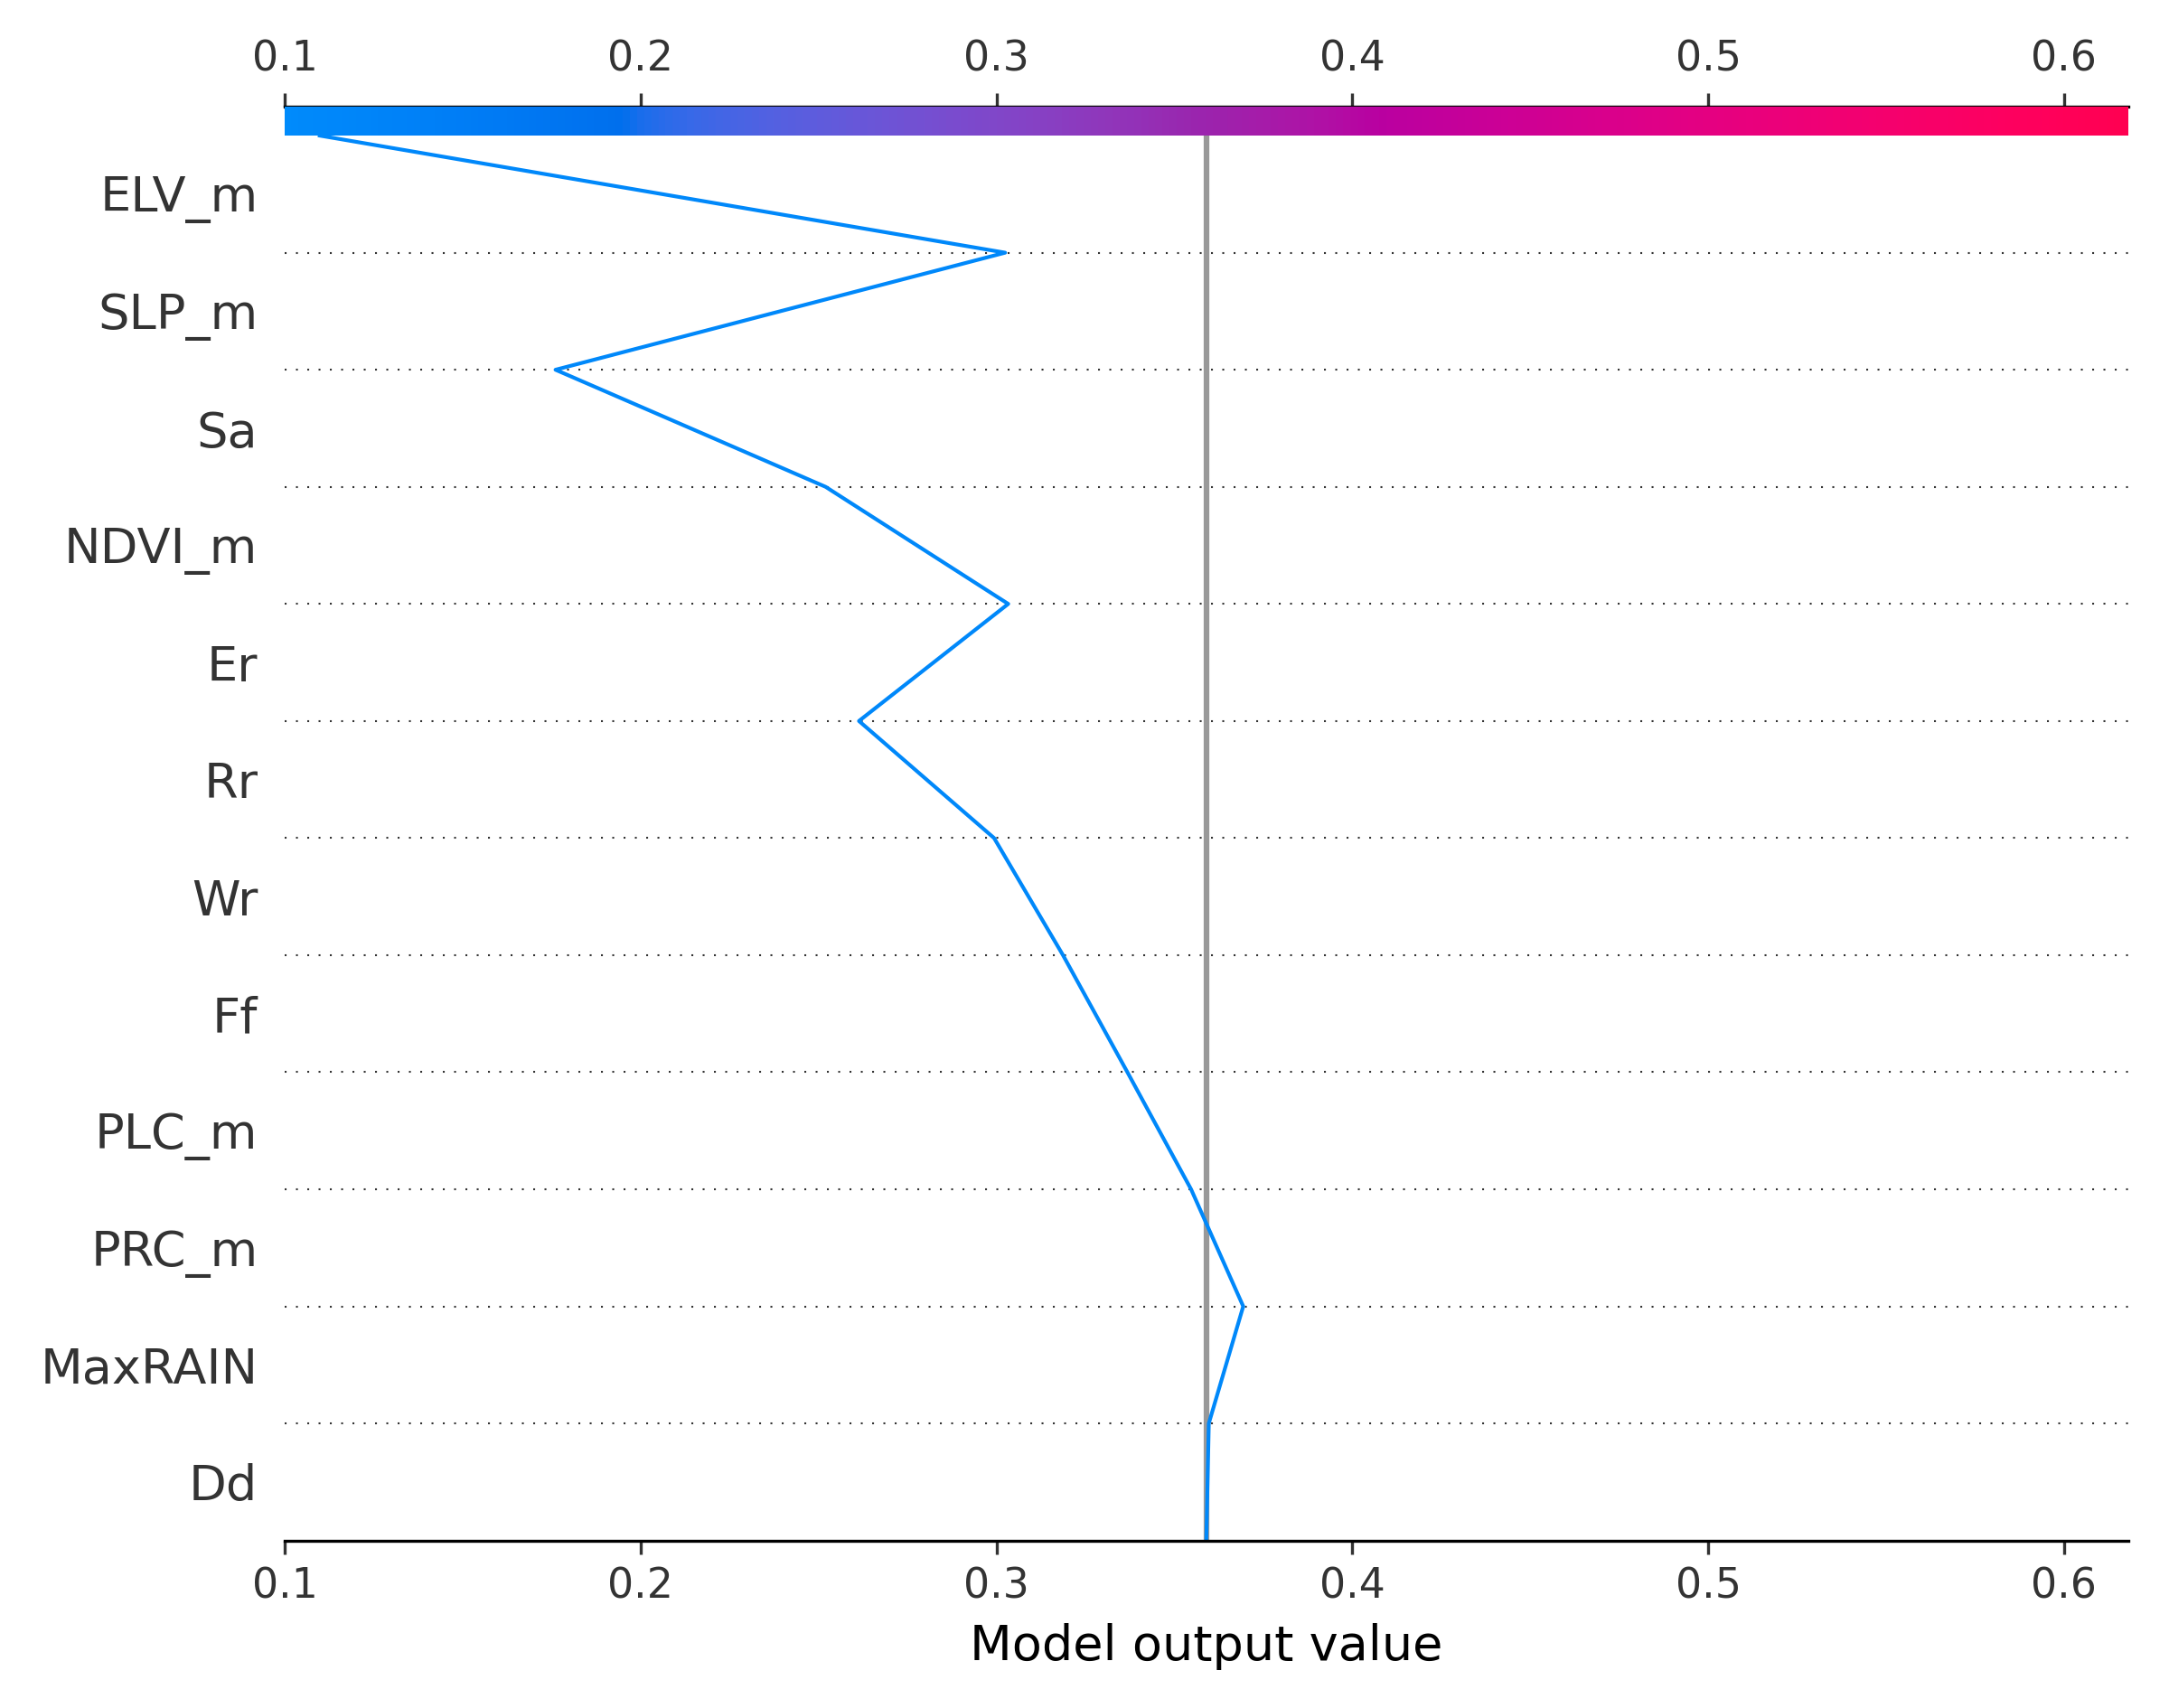 0.1 0.2 0.3 0.4 0.5 0.6
ELV_m
SLP_m
Sa
NDVI_m
Er
Rr
Wr
Ff
PLC_m
PRC_m
MaxRAIN
Dd
0.1 0.2 0.3 0.4 0.5 0.6
Model output value